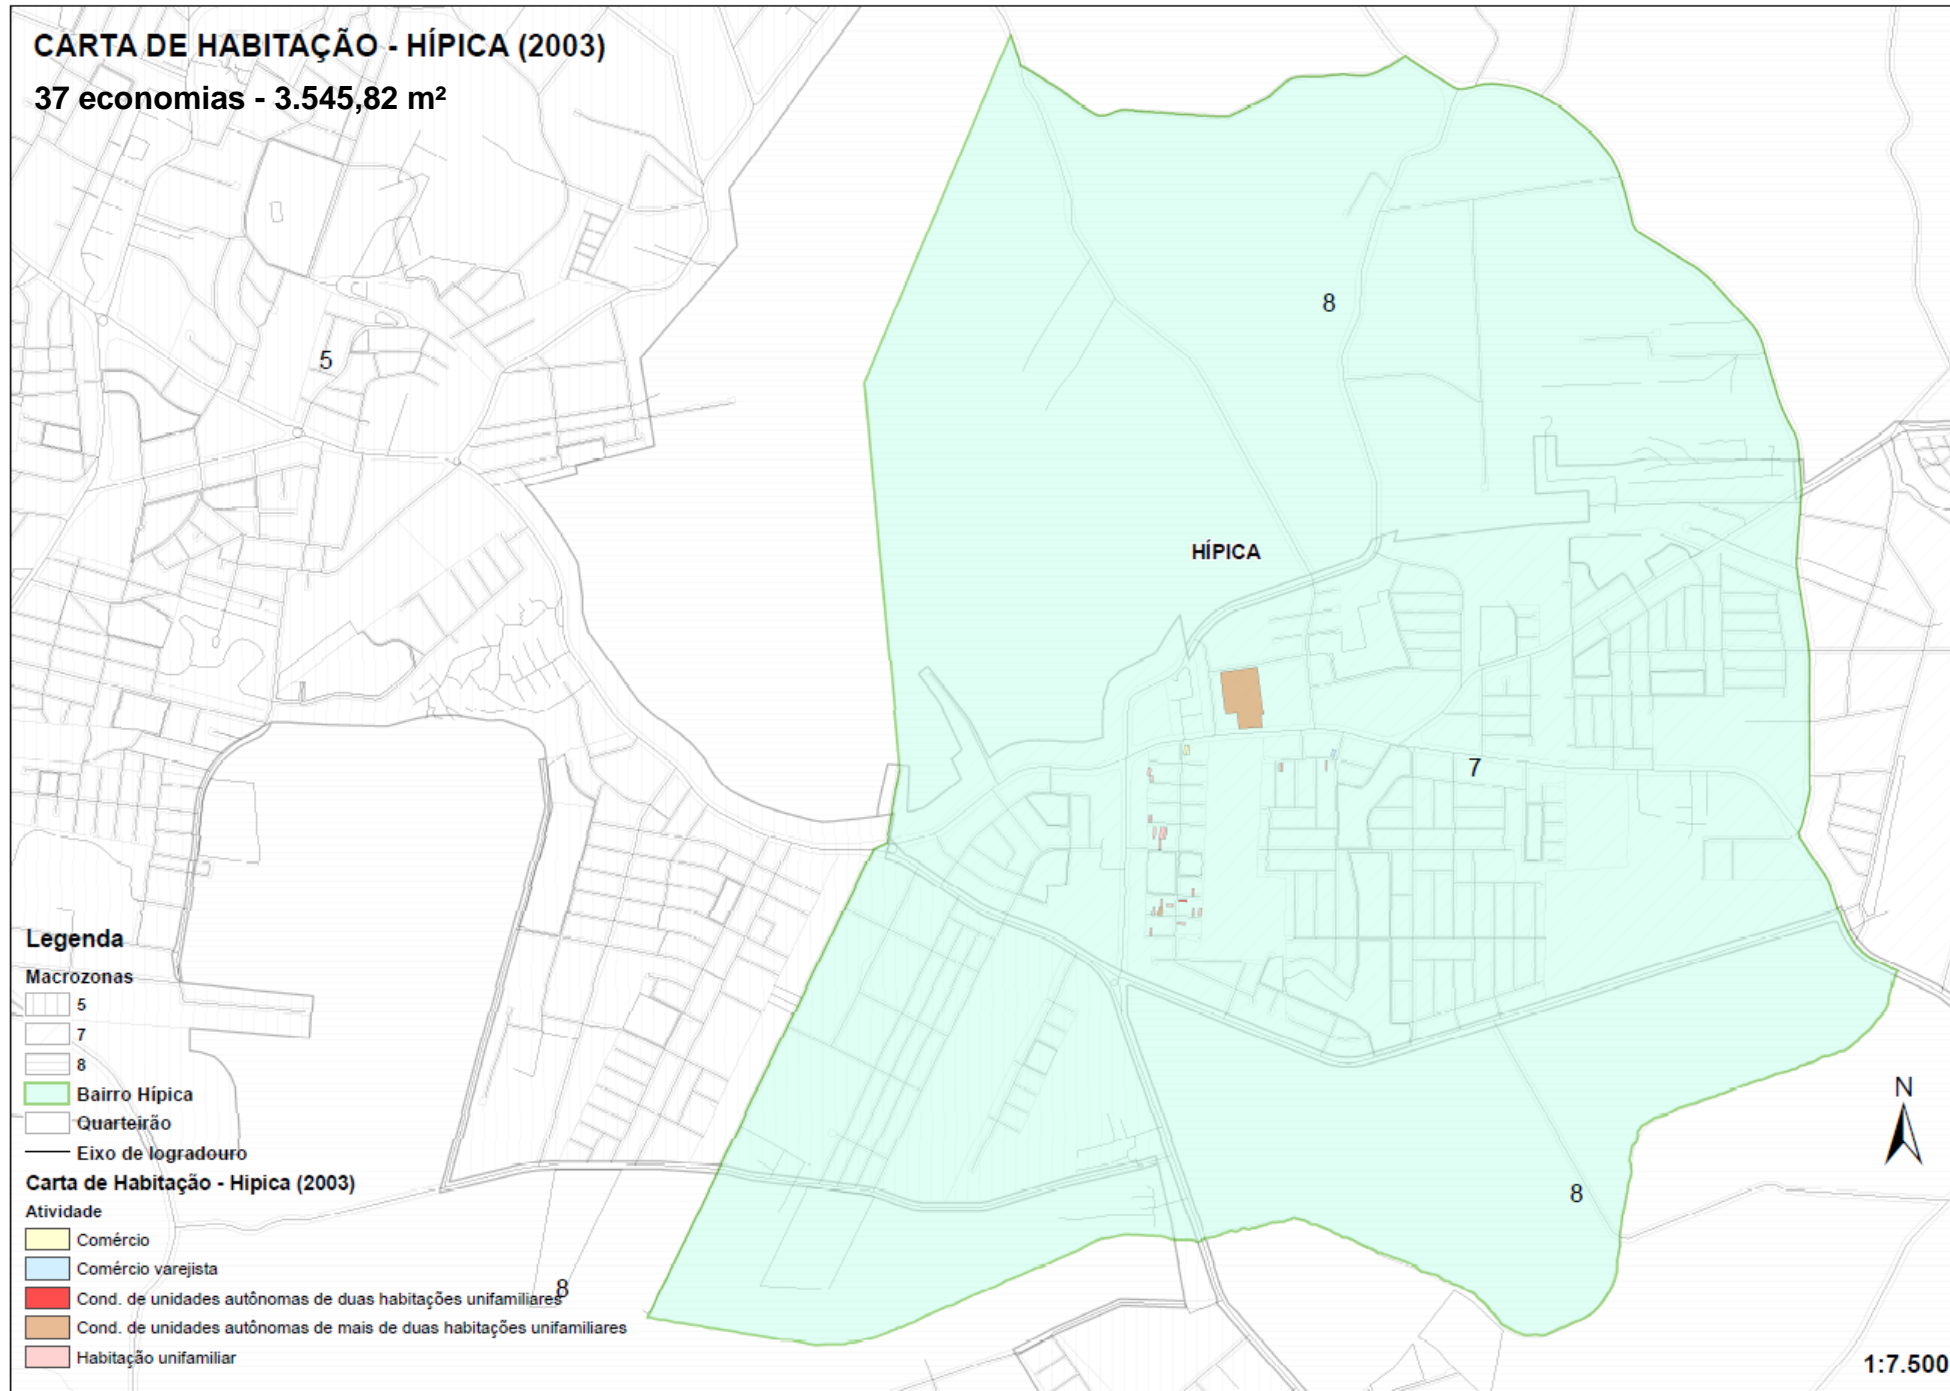 CARTA DE HABITAÇÃO - HÍPICA (2003)
37 economias - 3.545,82 m²
8
5
HÍPICA
7
8
8
N
1:7.500
Legenda
Macrozonas
5
7
8
Bairro Hípica
Quarteirão
Eixo de logradouro
Carta de Habitação - Hipica (2003)
Atividade
Comércio
Comércio varejista
Cond. de unidades autônomas de duas habitações unifamiliares
Cond. de unidades autônomas de mais de duas habitações unifamiliares
Habitação unifamiliar